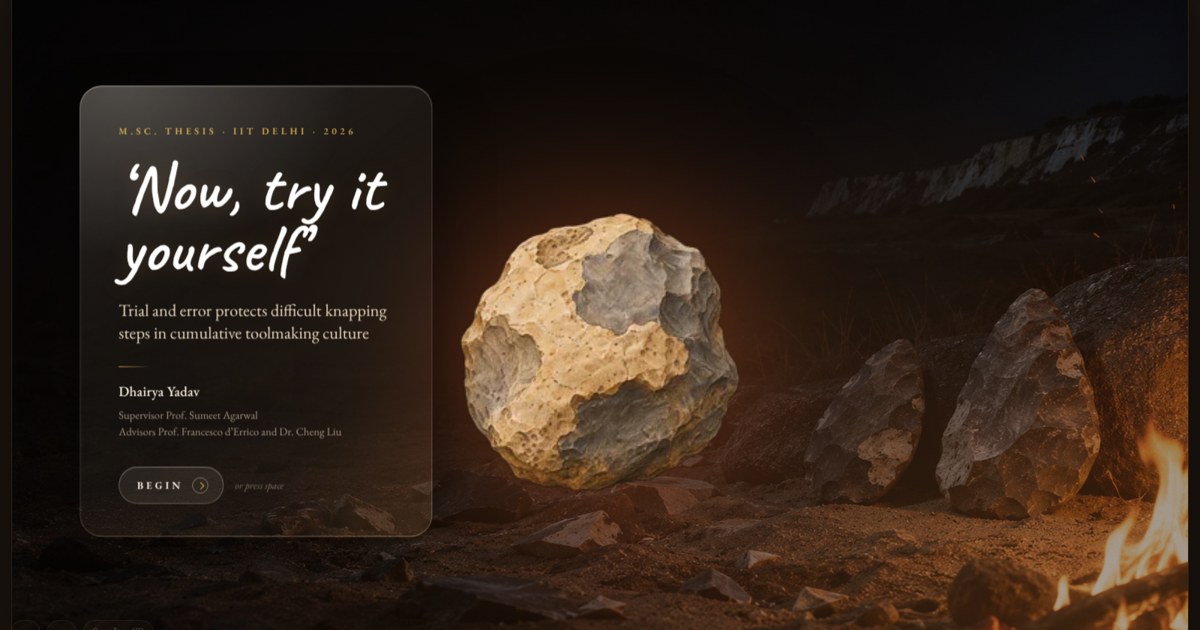 M.SC. THESIS · IIT DELHI · 2026
‘Now, try it
yourself’
Trial and error protects difficult knapping
steps in cumulative toolmaking culture
Dhairya Yadav
Supervisor Prof. Sumeet Agarwal
Advisors Prof. Francesco d’Errico and Dr. Cheng Liu
BEGIN
or press space